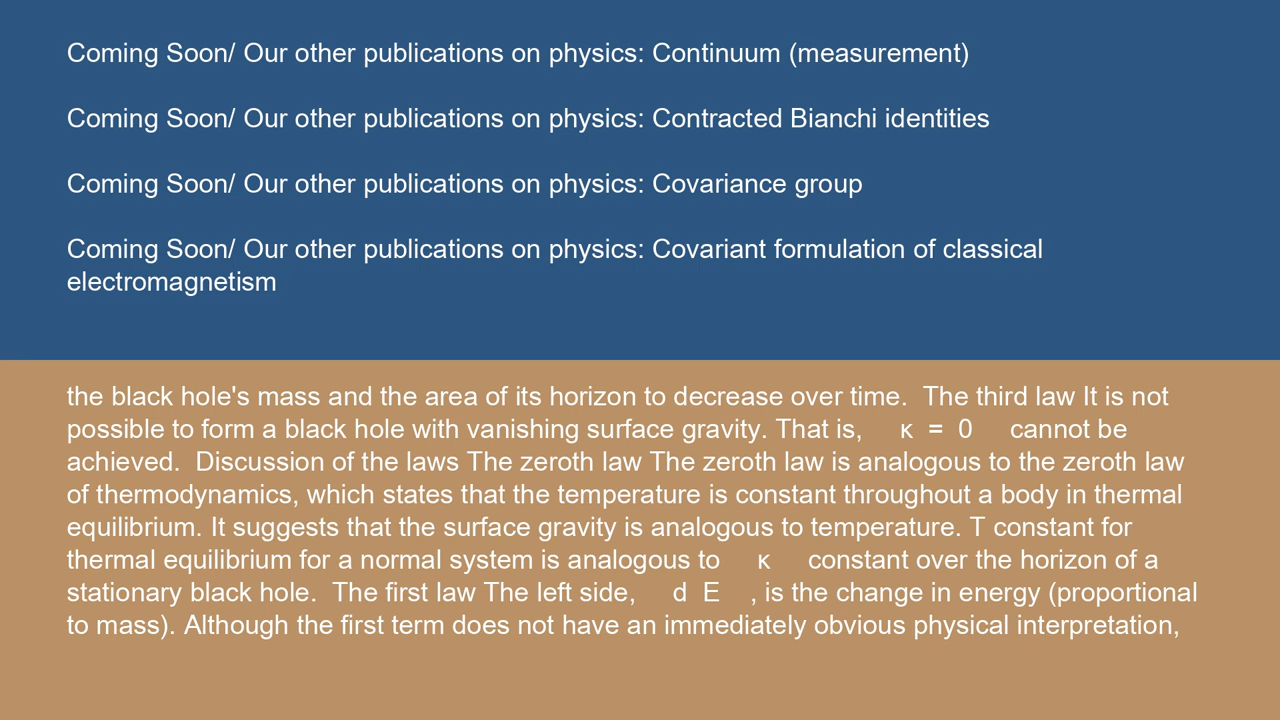 Coming Soon/ Our other publications on physics: Continuum (measurement)
Coming Soon/ Our other publications on physics: Contracted Bianchi identities
Coming Soon/ Our other publications on physics: Covariance group
Coming Soon/ Our other publications on physics: Covariant formulation of classical
electromagnetism
the black hole's mass and the area of its horizon to decrease over time.  The third law It is not
possible to form a black hole with vanishing surface gravity. That is,     κ  =  0     cannot be
achieved.  Discussion of the laws The zeroth law The zeroth law is analogous to the zeroth law
of thermodynamics, which states that the temperature is constant throughout a body in thermal
equilibrium. It suggests that the surface gravity is analogous to temperature. T constant for
thermal equilibrium for a normal system is analogous to     κ     constant over the horizon of a
stationary black hole.  The first law The left side,     d  E    , is the change in energy (proportional
to mass). Although the first term does not have an immediately obvious physical interpretation,